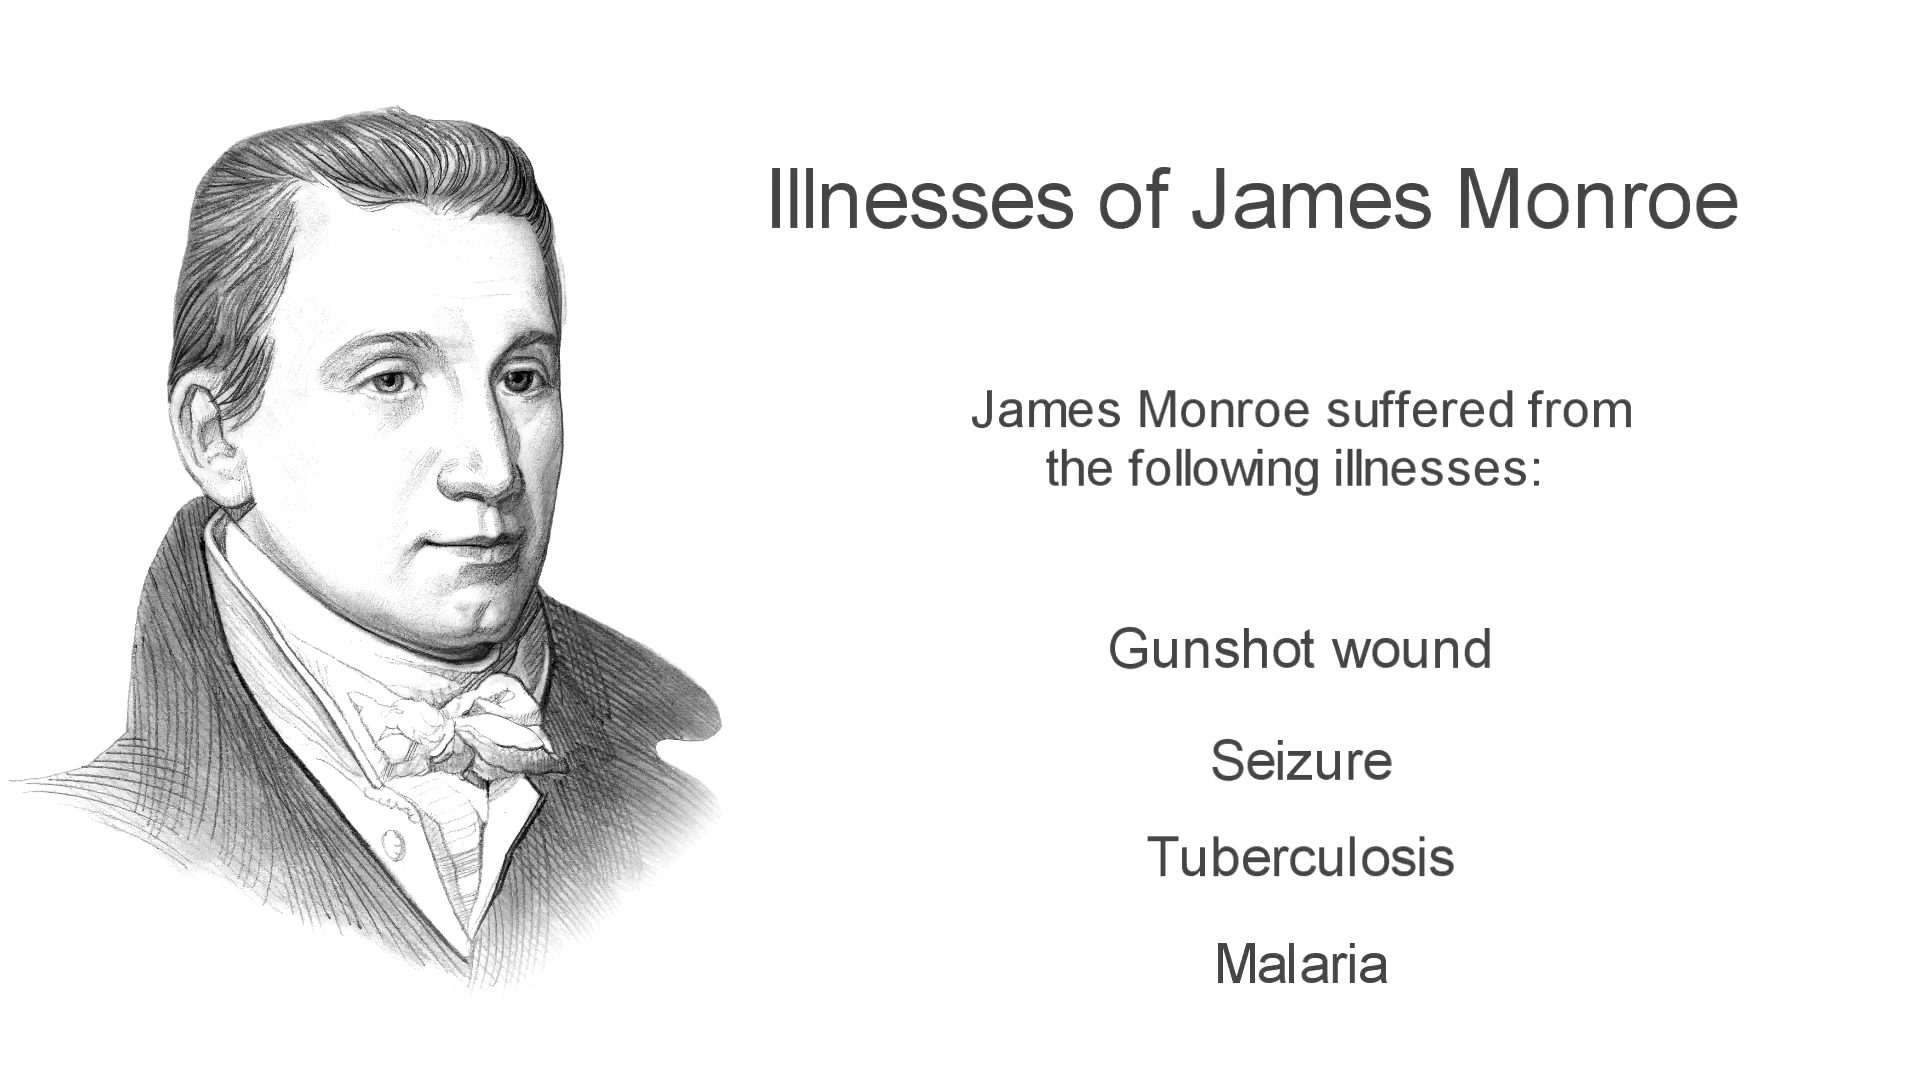 Illnesses of James Monroe
James Monroe suffered from
the following illnesses:
Gunshot wound
Seizure
Tuberculosis
Malaria